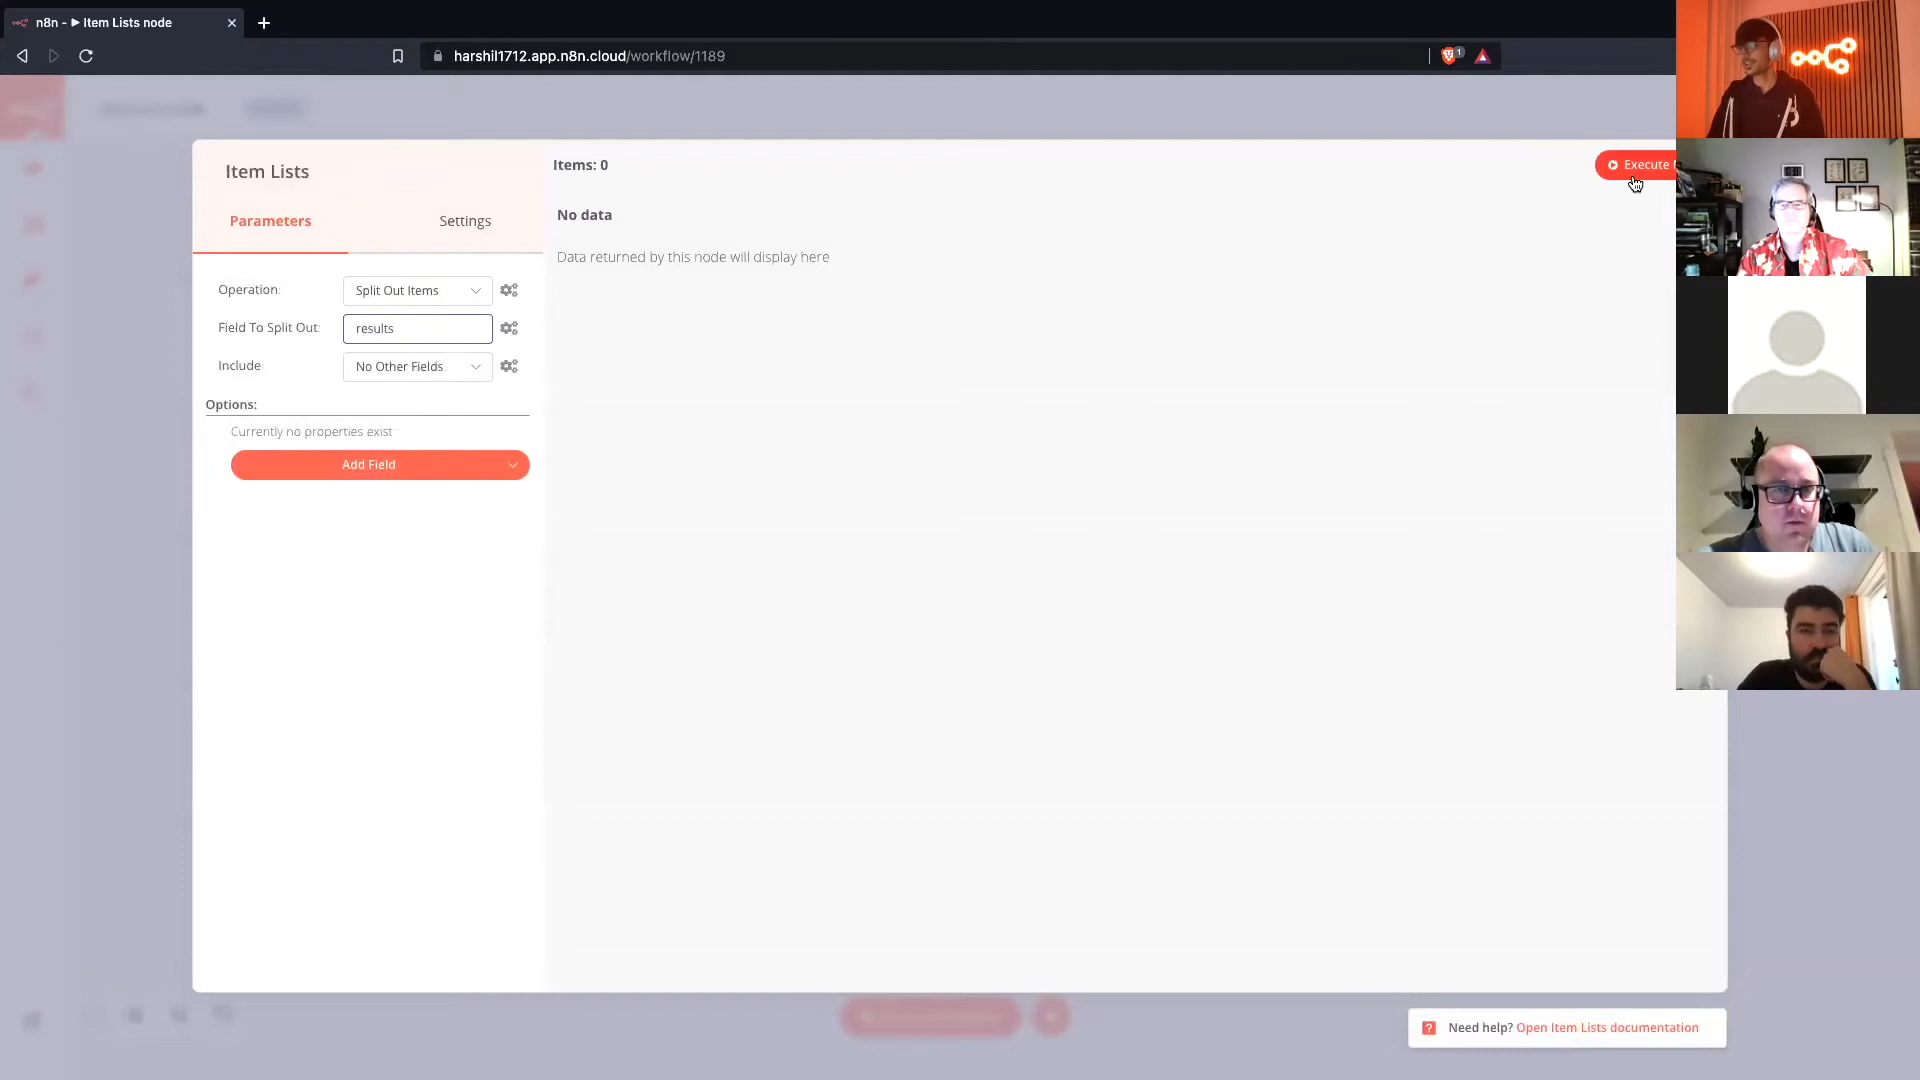 n8n - ▶ Item Lists node
harshil1712.app.n8n.cloud/workflow/1189
1
Item Lists
Parameters
Settings
Operation:
Split Out Items
Field To Split Out:
results
Include
No Other Fields
Options:
Currently no properties exist
Add Field
Items: 0
Execute
No data
Data returned by this node will display here
Need help? Open Item Lists documentation